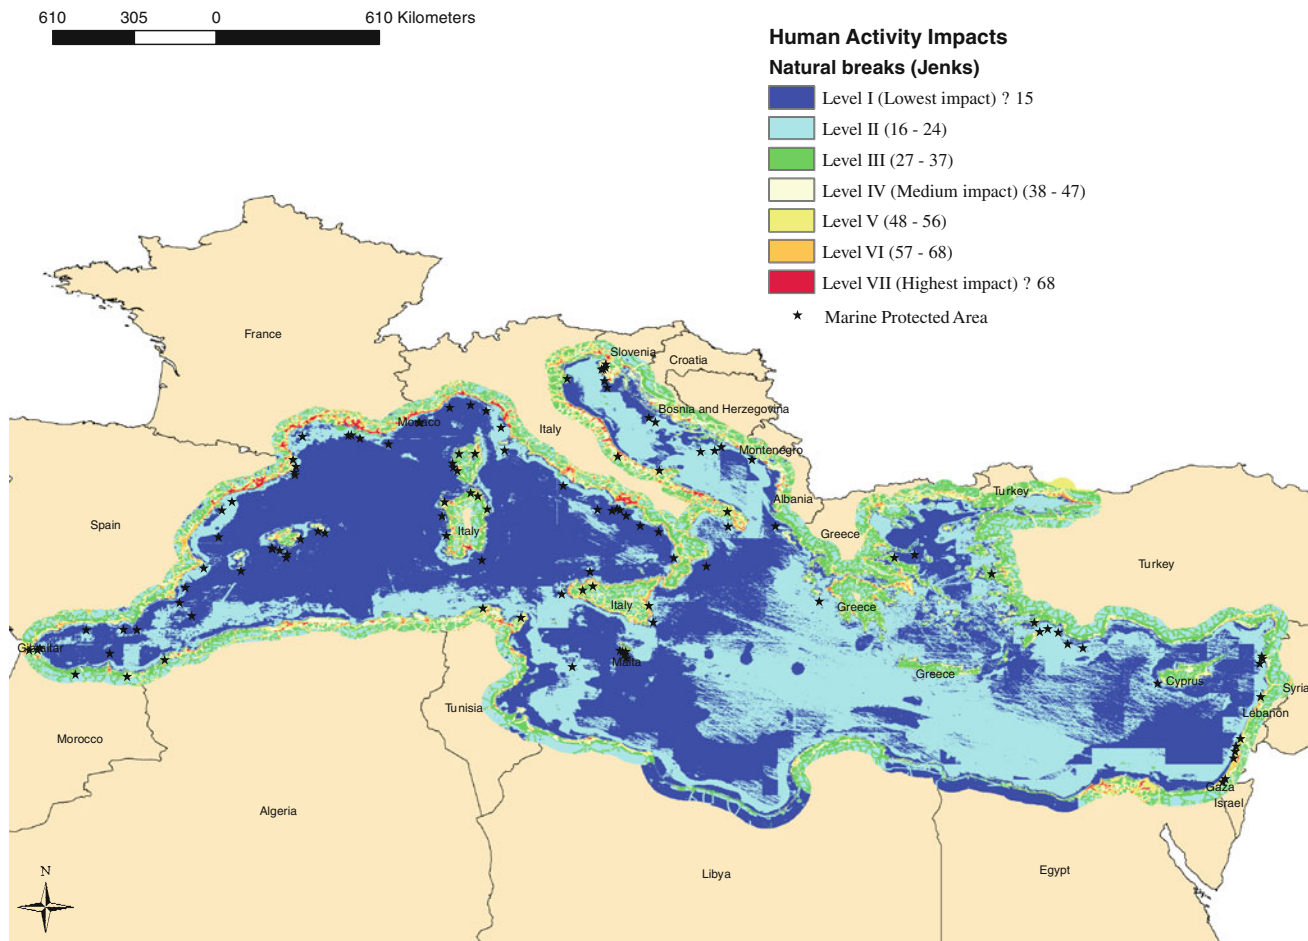 610 305 0 610 Kilometers
Human Activity Impacts
Natural breaks (Jenks)
Level I (Lowest impact) ? 15
Level II (16 - 24)
Level III (27 - 37)
Level IV (Medium impact) (38 - 47)
Level V (48 - 56)
Level VI (57 - 68)
Level VII (Highest impact) ? 68
Marine Protected Area
France
Slovenia
Croatia
Bosnia and Herzegovina
Monaco
Italy
Montenegro
Turkey
Albania
Spain
Italy
Greece
Turkey
Italy
Greece
Gibraltar
Malta
Greece
Cyprus
Syria
Tunisia
Lebanon
Morocco
Gaza
Israel
Algeria
Libya
Egypt
N